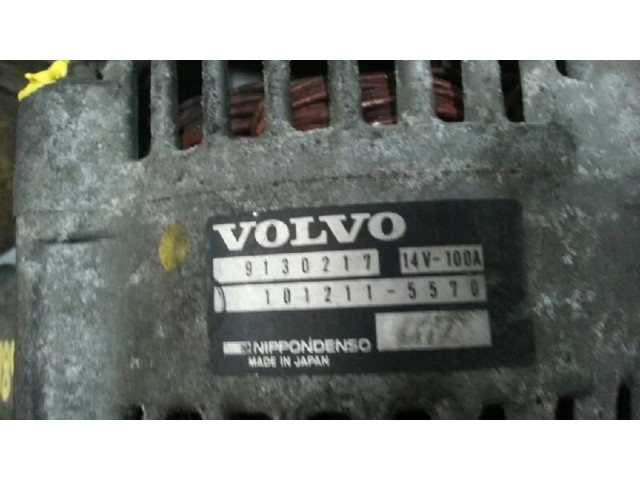 VOLVO
9130217 14V-100A
101211-5570
NIPPONDENSO
MADE IN JAPAN